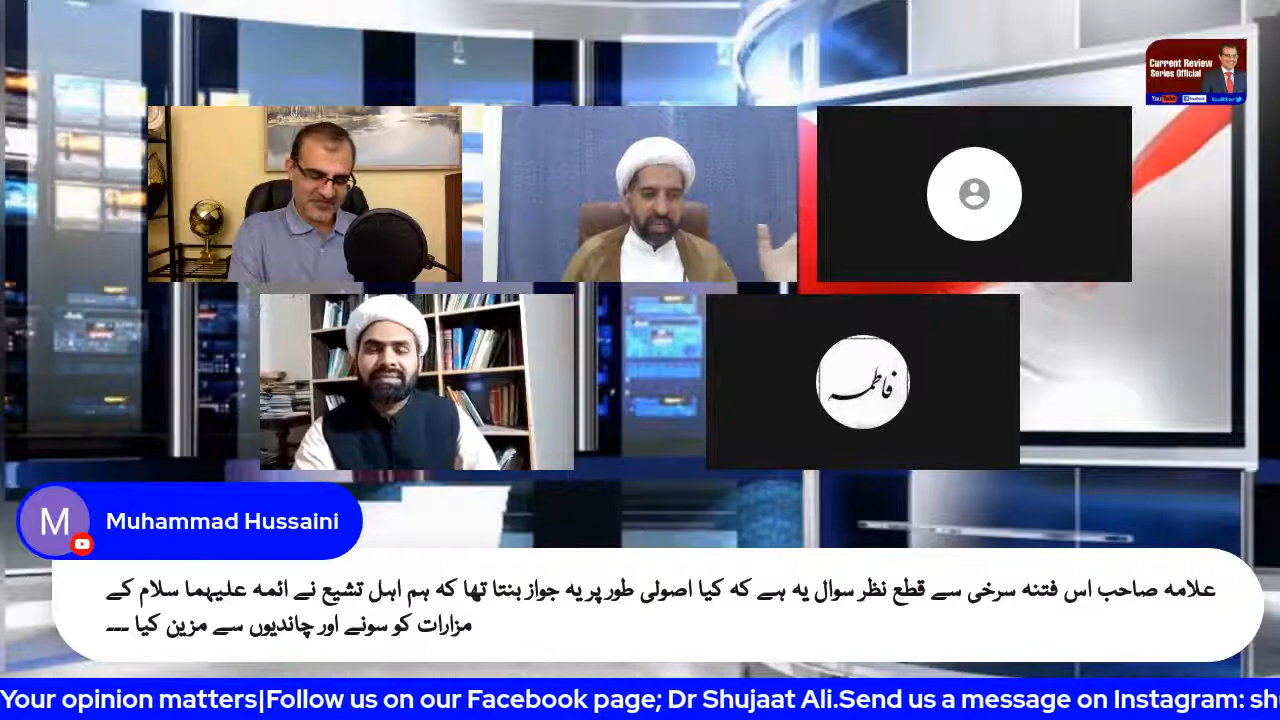 Current Review
Series Official
YouTube facebook twitter
فاطمہ
M
Muhammad Hussaini
علامہ صاحب اس فتنہ سرخی سے قطع نظر سوال یہ ہے کہ کیا اصولی طور پر یہ جواز بنتا تھا کہ ہم اہل تشیع نے ائمہ علیہما سلام کے
مزارات کو سونے اور چاندیوں سے مزین کیا ---
Your opinion matters|Follow us on our Facebook page; Dr Shujaat Ali.Send us a message on Instagram: sh